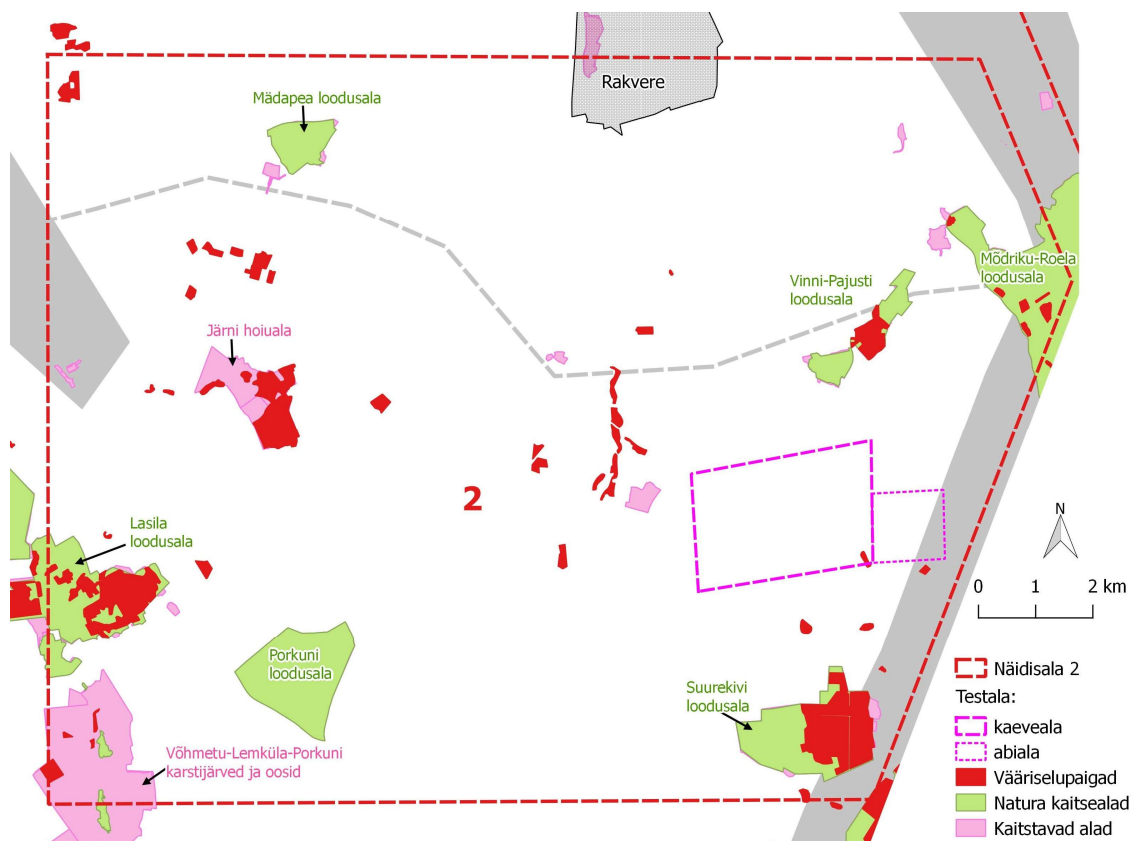 Rakvere
Mädapea loodusala
Mõdriku-Roela
loodusala
Vinni-Pajusti
loodusala
Järni hoiuala
2
Lasila
loodusala
N
0 1 2 km
Porkuni
loodusala
Suurekivi
loodusala
Võhmetu-Lemküla-Porkuni
karstijärved ja oosid
Näidisala 2
Testala:
kaeveala
abiala
Vääriselupaigad
Natura kaitsealad
Kaitstavad alad